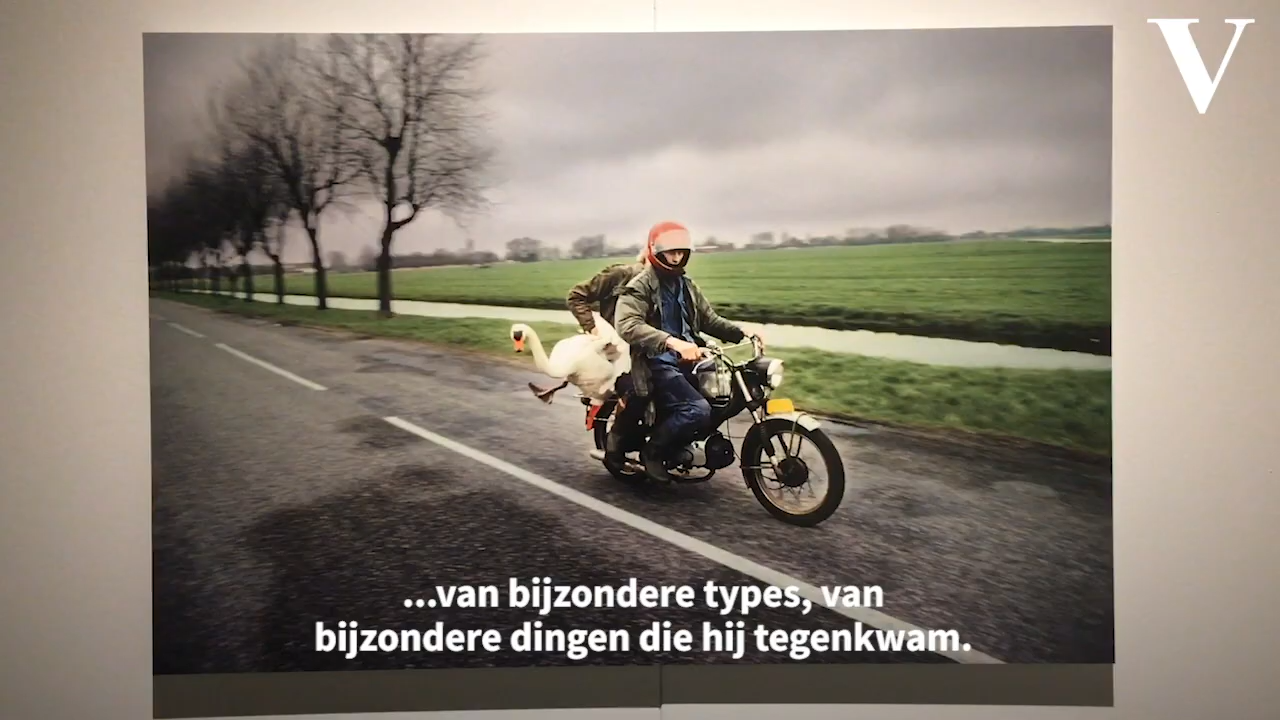 V
...van bijzondere types, van
bijzondere dingen die hij tegenkwam.